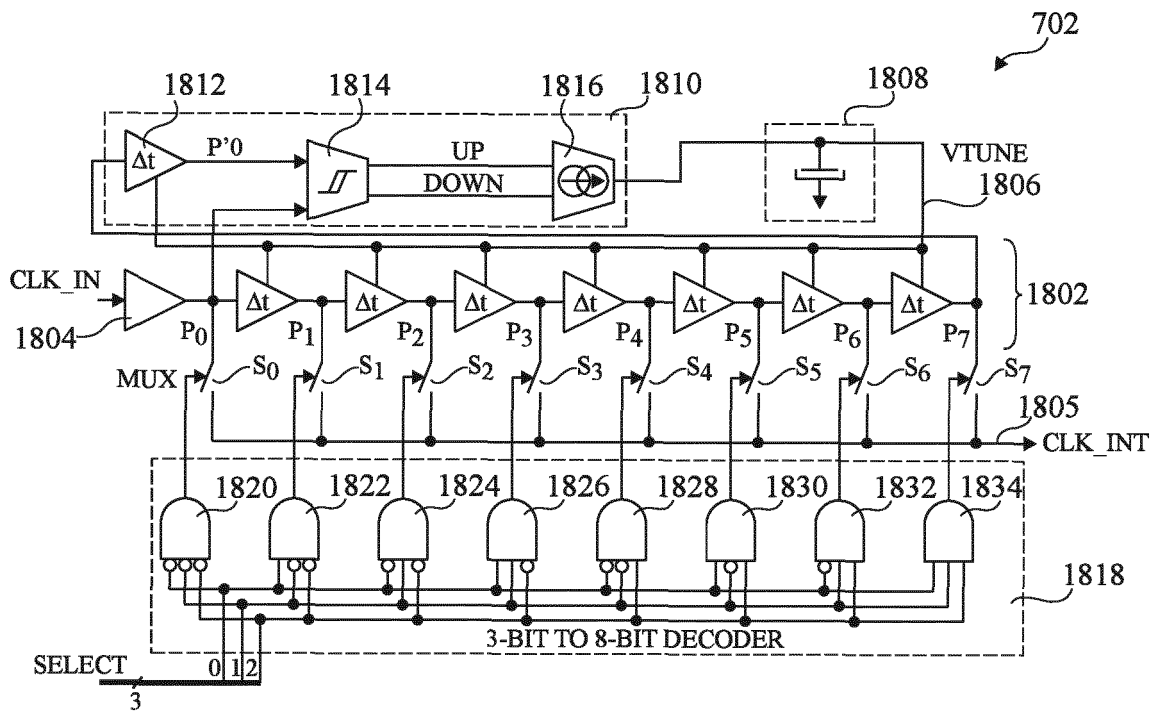 702
1812
1814
1816
1810
1808
Δt
P'0
UP
DOWN
VTUNE
1806
CLK_IN
1804
Δt
Δt
Δt
Δt
Δt
Δt
Δt
1802
P0
P1
P2
P3
P4
P5
P6
P7
MUX
S0
S1
S2
S3
S4
S5
S6
S7
1805
CLK_INT
1820
1822
1824
1826
1828
1830
1832
1834
1818
3-BIT TO 8-BIT DECODER
SELECT
0 1 2
3